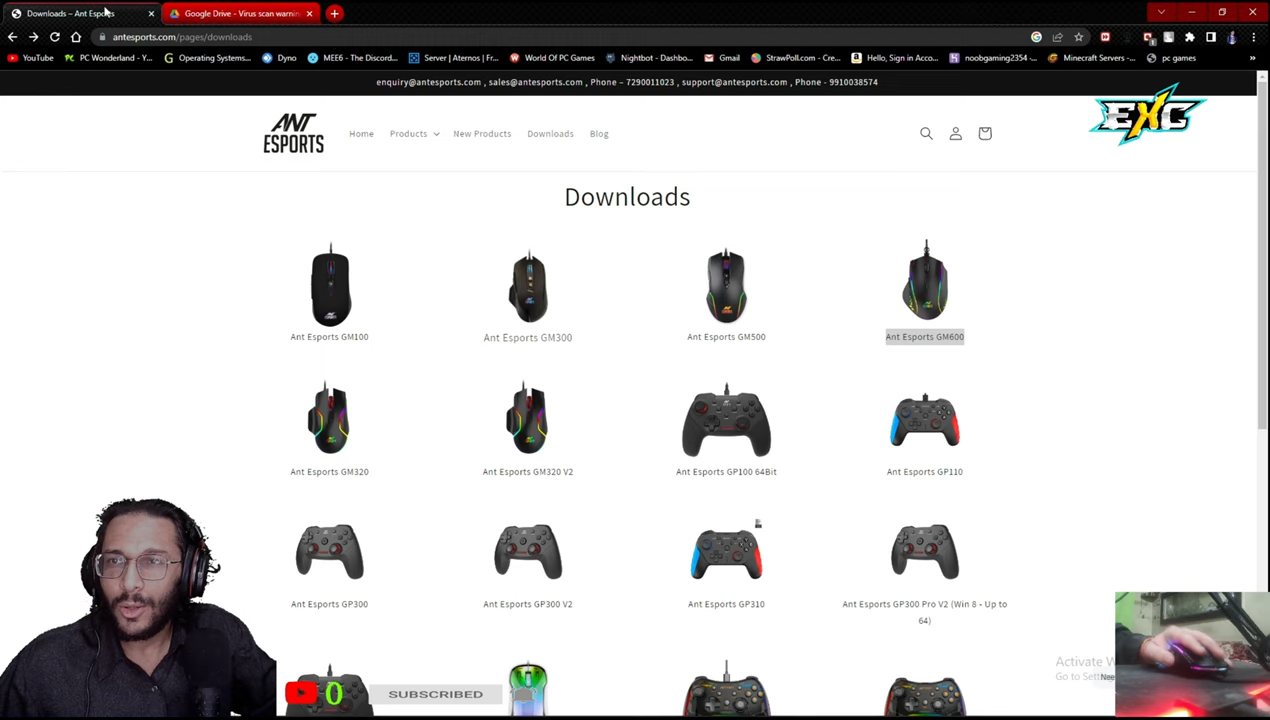 Downloads – Ant Esports
Google Drive - Virus scan warnin
antesports.com/pages/downloads
YouTube
PC Wonderland - Y...
Operating Systems...
Dyno
MEE6 - The Discord...
Server | Aternos | Fr...
World Of PC Games
Nightbot - Dashbo...
Gmail
StrawPoll.com - Cre...
Hello, Sign in Acco...
noobgaming2354 -...
Minecraft Servers -...
pc games
enquiry@antesports.com , sales@antesports.com , Phone – 7290011023 , support@antesports.com , Phone - 9910038574
ANT
ESPORTS
Home
Products
New Products
Downloads
Blog
EXC
Downloads
Ant Esports GM100
Ant Esports GM300
Ant Esports GM500
Ant Esports GM600
Ant Esports GM320
Ant Esports GM320 V2
Ant Esports GP100 64Bit
Ant Esports GP110
Ant Esports GP300
Ant Esports GP300 V2
Ant Esports GP310
Ant Esports GP300 Pro V2 (Win 8 - Up to
64)
Activate W
Go to Sett
Nee
0
SUBSCRIBED